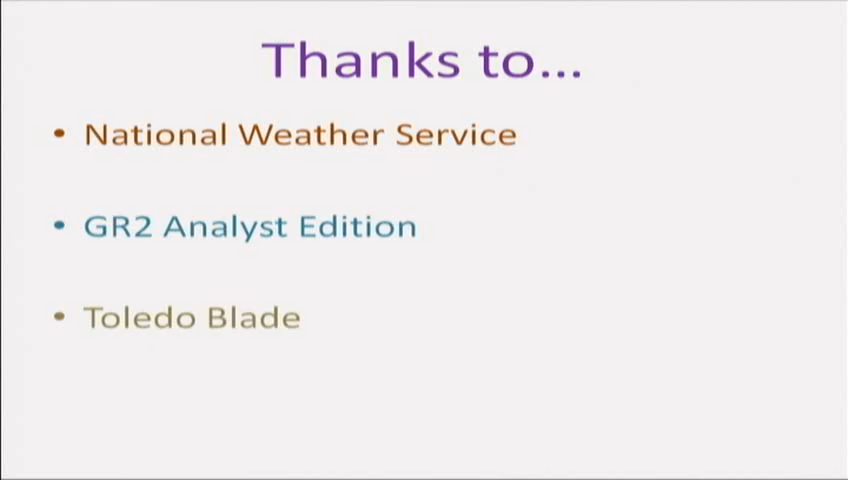 Thanks to...
• National Weather Service
• GR2 Analyst Edition
• Toledo Blade